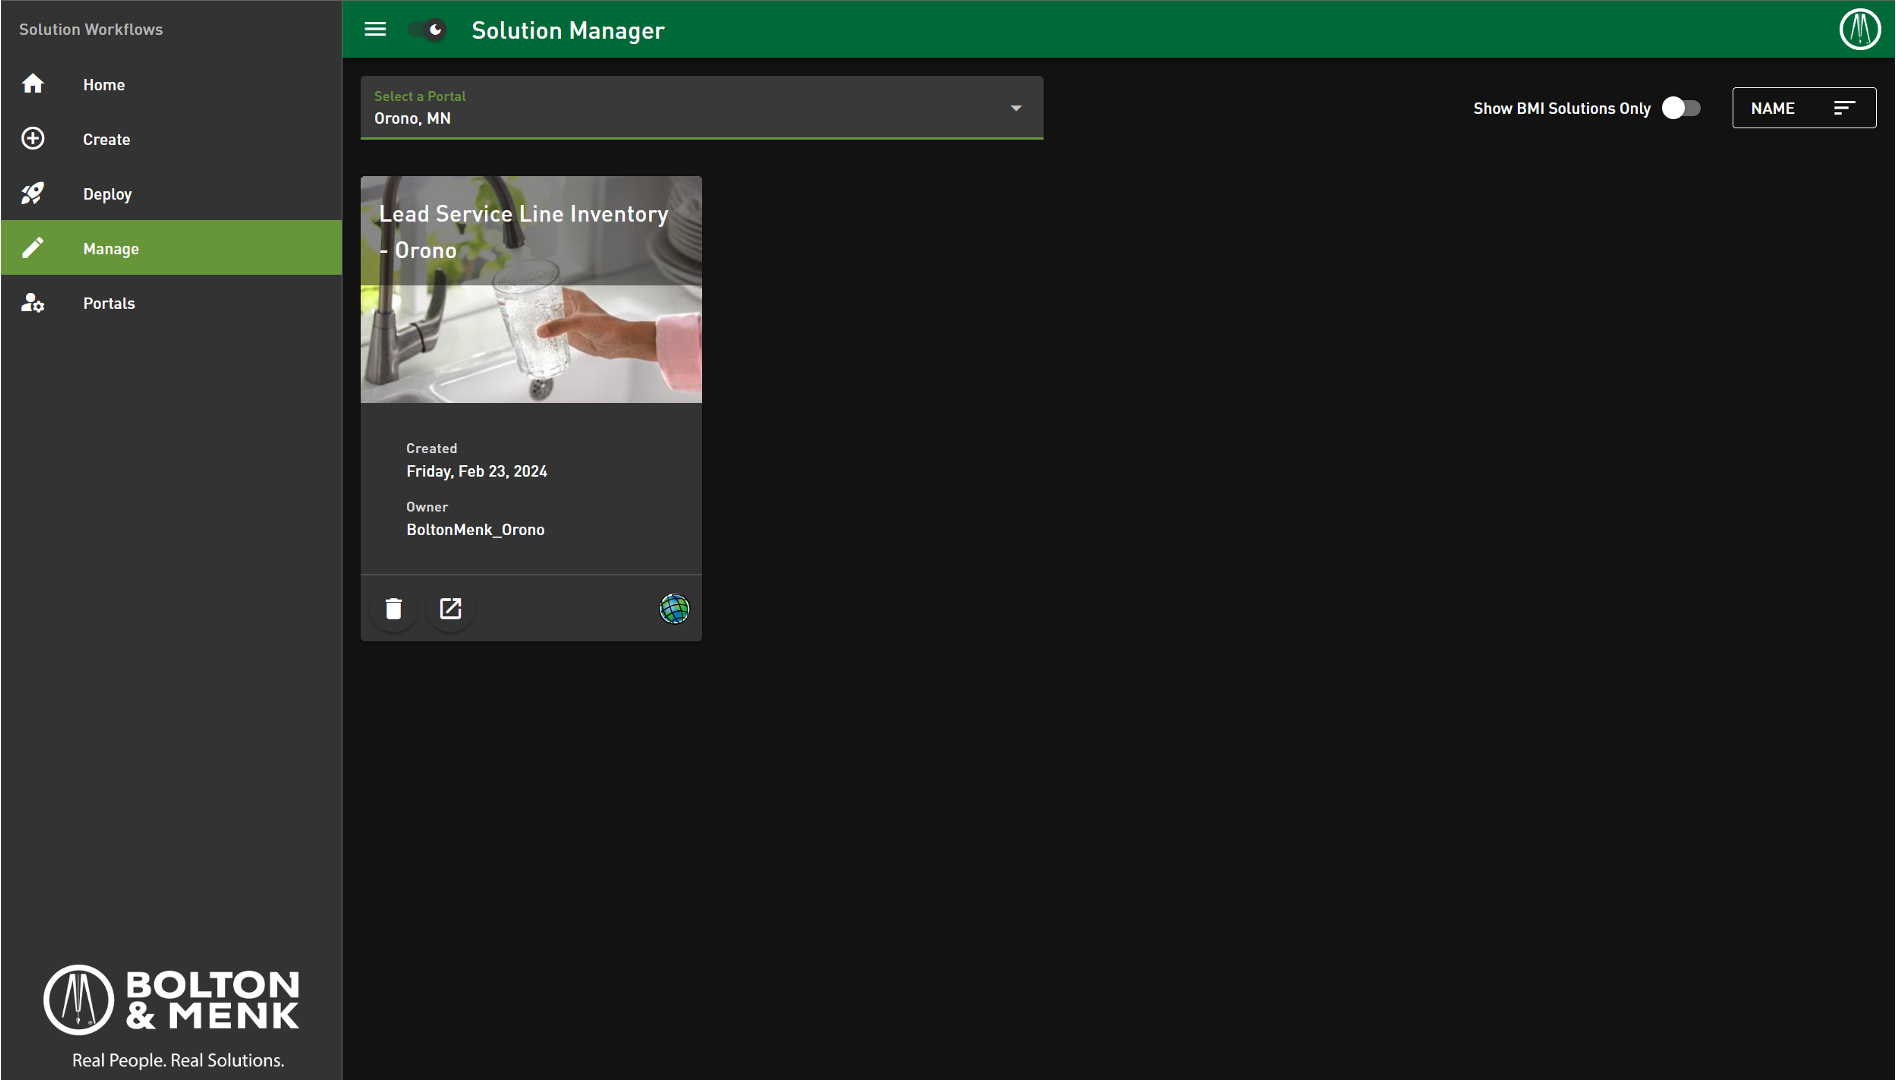 Solution Workflows
Home
Create
Deploy
Manage
Portals
BOLTON
& MENK
Real People. Real Solutions.
Solution Manager
Select a Portal
Orono, MN
Show BMI Solutions Only
NAME
Lead Service Line Inventory
- Orono
Created
Friday, Feb 23, 2024
Owner
BoltonMenk_Orono